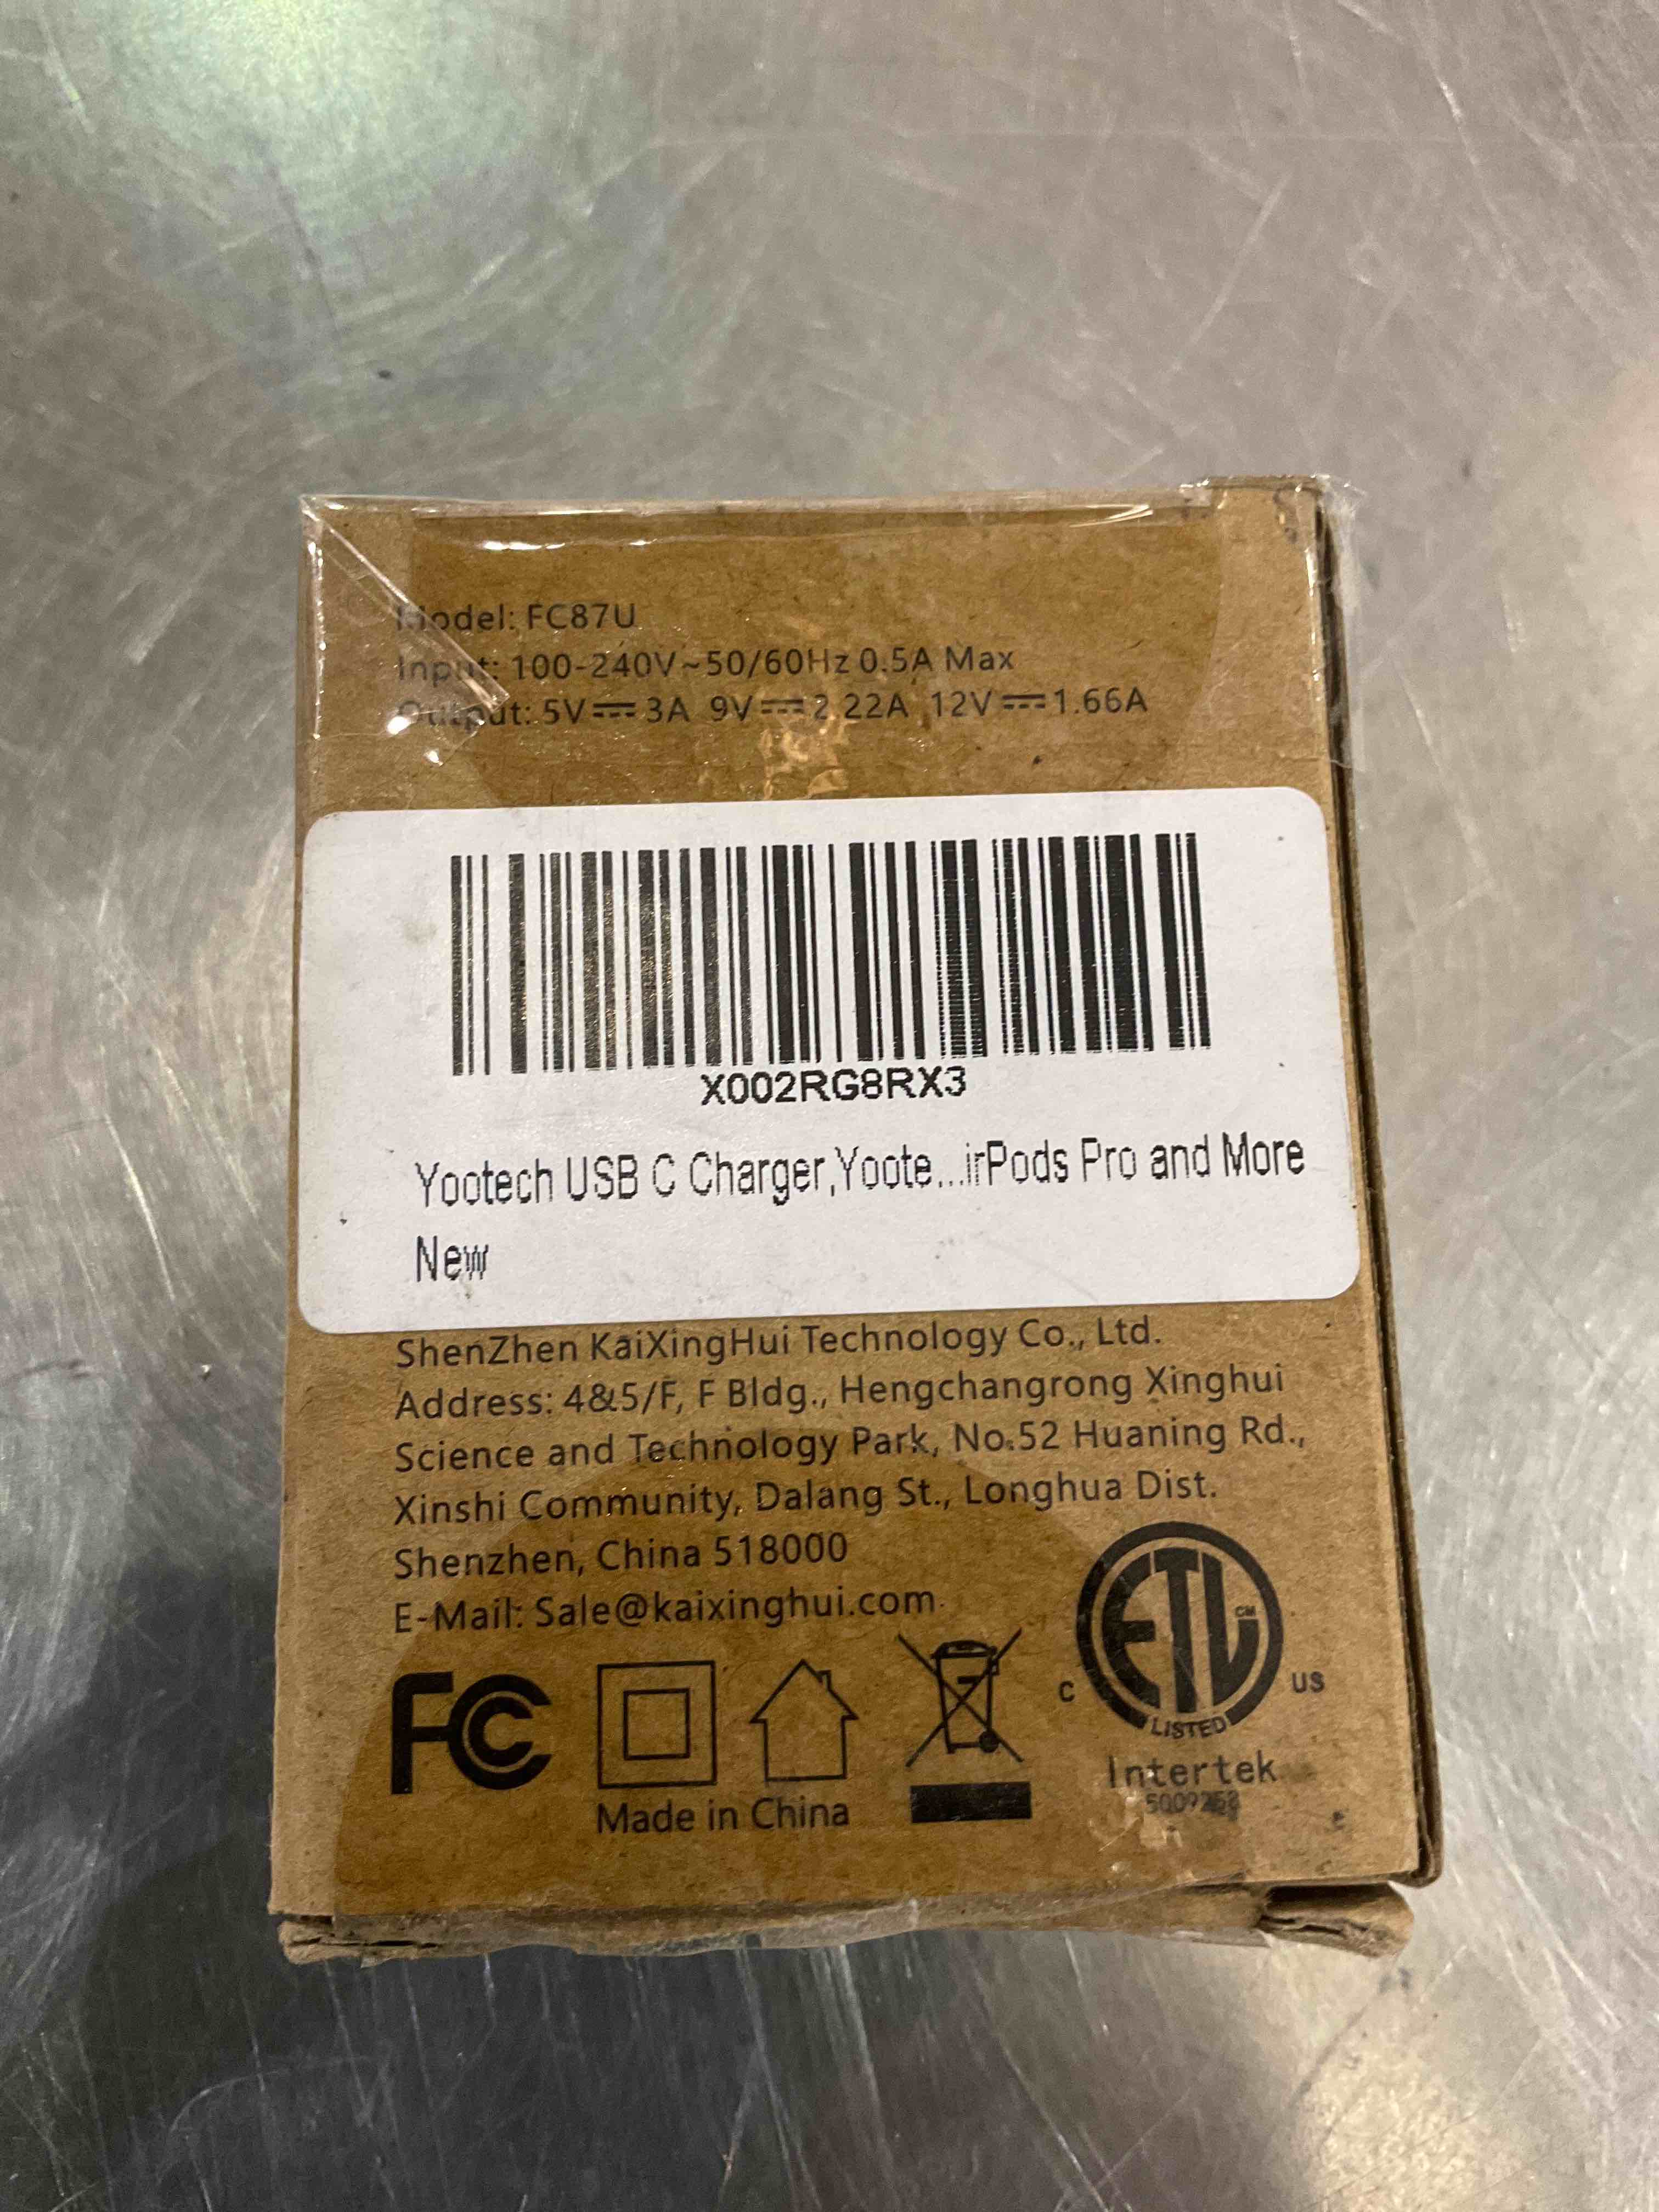 Model: FC87U
Input: 100-240V~50/60Hz 0.5A Max
Output: 5V⎓3A 9V⎓2.22A 12V⎓1.66A
X002RG8RX3
Yootech USB C Charger,Yoote...irPods Pro and More
New
ShenZhen KaiXingHui Technology Co., Ltd.
Address: 4&5/F, F Bldg., Hengchangrong Xinghui
Science and Technology Park, No.52 Huaning Rd.,
Xinshi Community, Dalang St., Longhua Dist.
Shenzhen, China 518000
E-Mail: Sale@kaixinghui.com
FC
Made in China
C ETL CM US
LISTED
Intertek